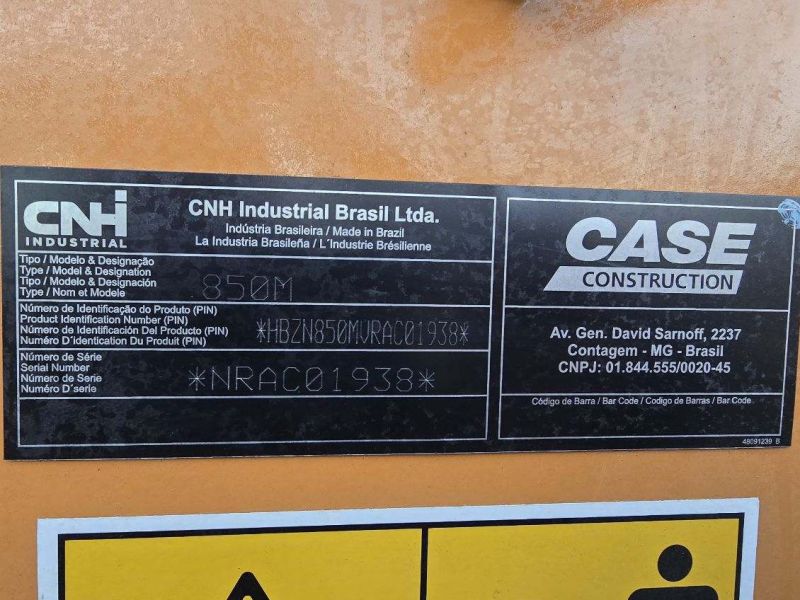 CNHi
INDUSTRIAL
CNH Industrial Brasil Ltda.
Indústria Brasileira / Made in Brazil
La Industria Brasileña / L´Industrie Brésilienne
Tipo / Modelo & Designação
Type / Model & Designation
Tipo / Modelo & Designación
Type / Nom et Modele
850M
Número de Identificação do Produto (PIN)
Product Identification Number (PIN)
Número de Identificación Del Producto (PIN)
Numéro D´identication Du Produit (PIN)
*HBZN850MVRAC01938*
Número de Série
Serial Number
Número de Serie
Numéro D´serie
*NRAC01938*
CASE
CONSTRUCTION
Av. Gen. David Sarnoff, 2237
Contagem - MG - Brasil
CNPJ: 01.844.555/0020-45
Código de Barra / Bar Code / Codigo de Barras / Bar Code
48091239 B